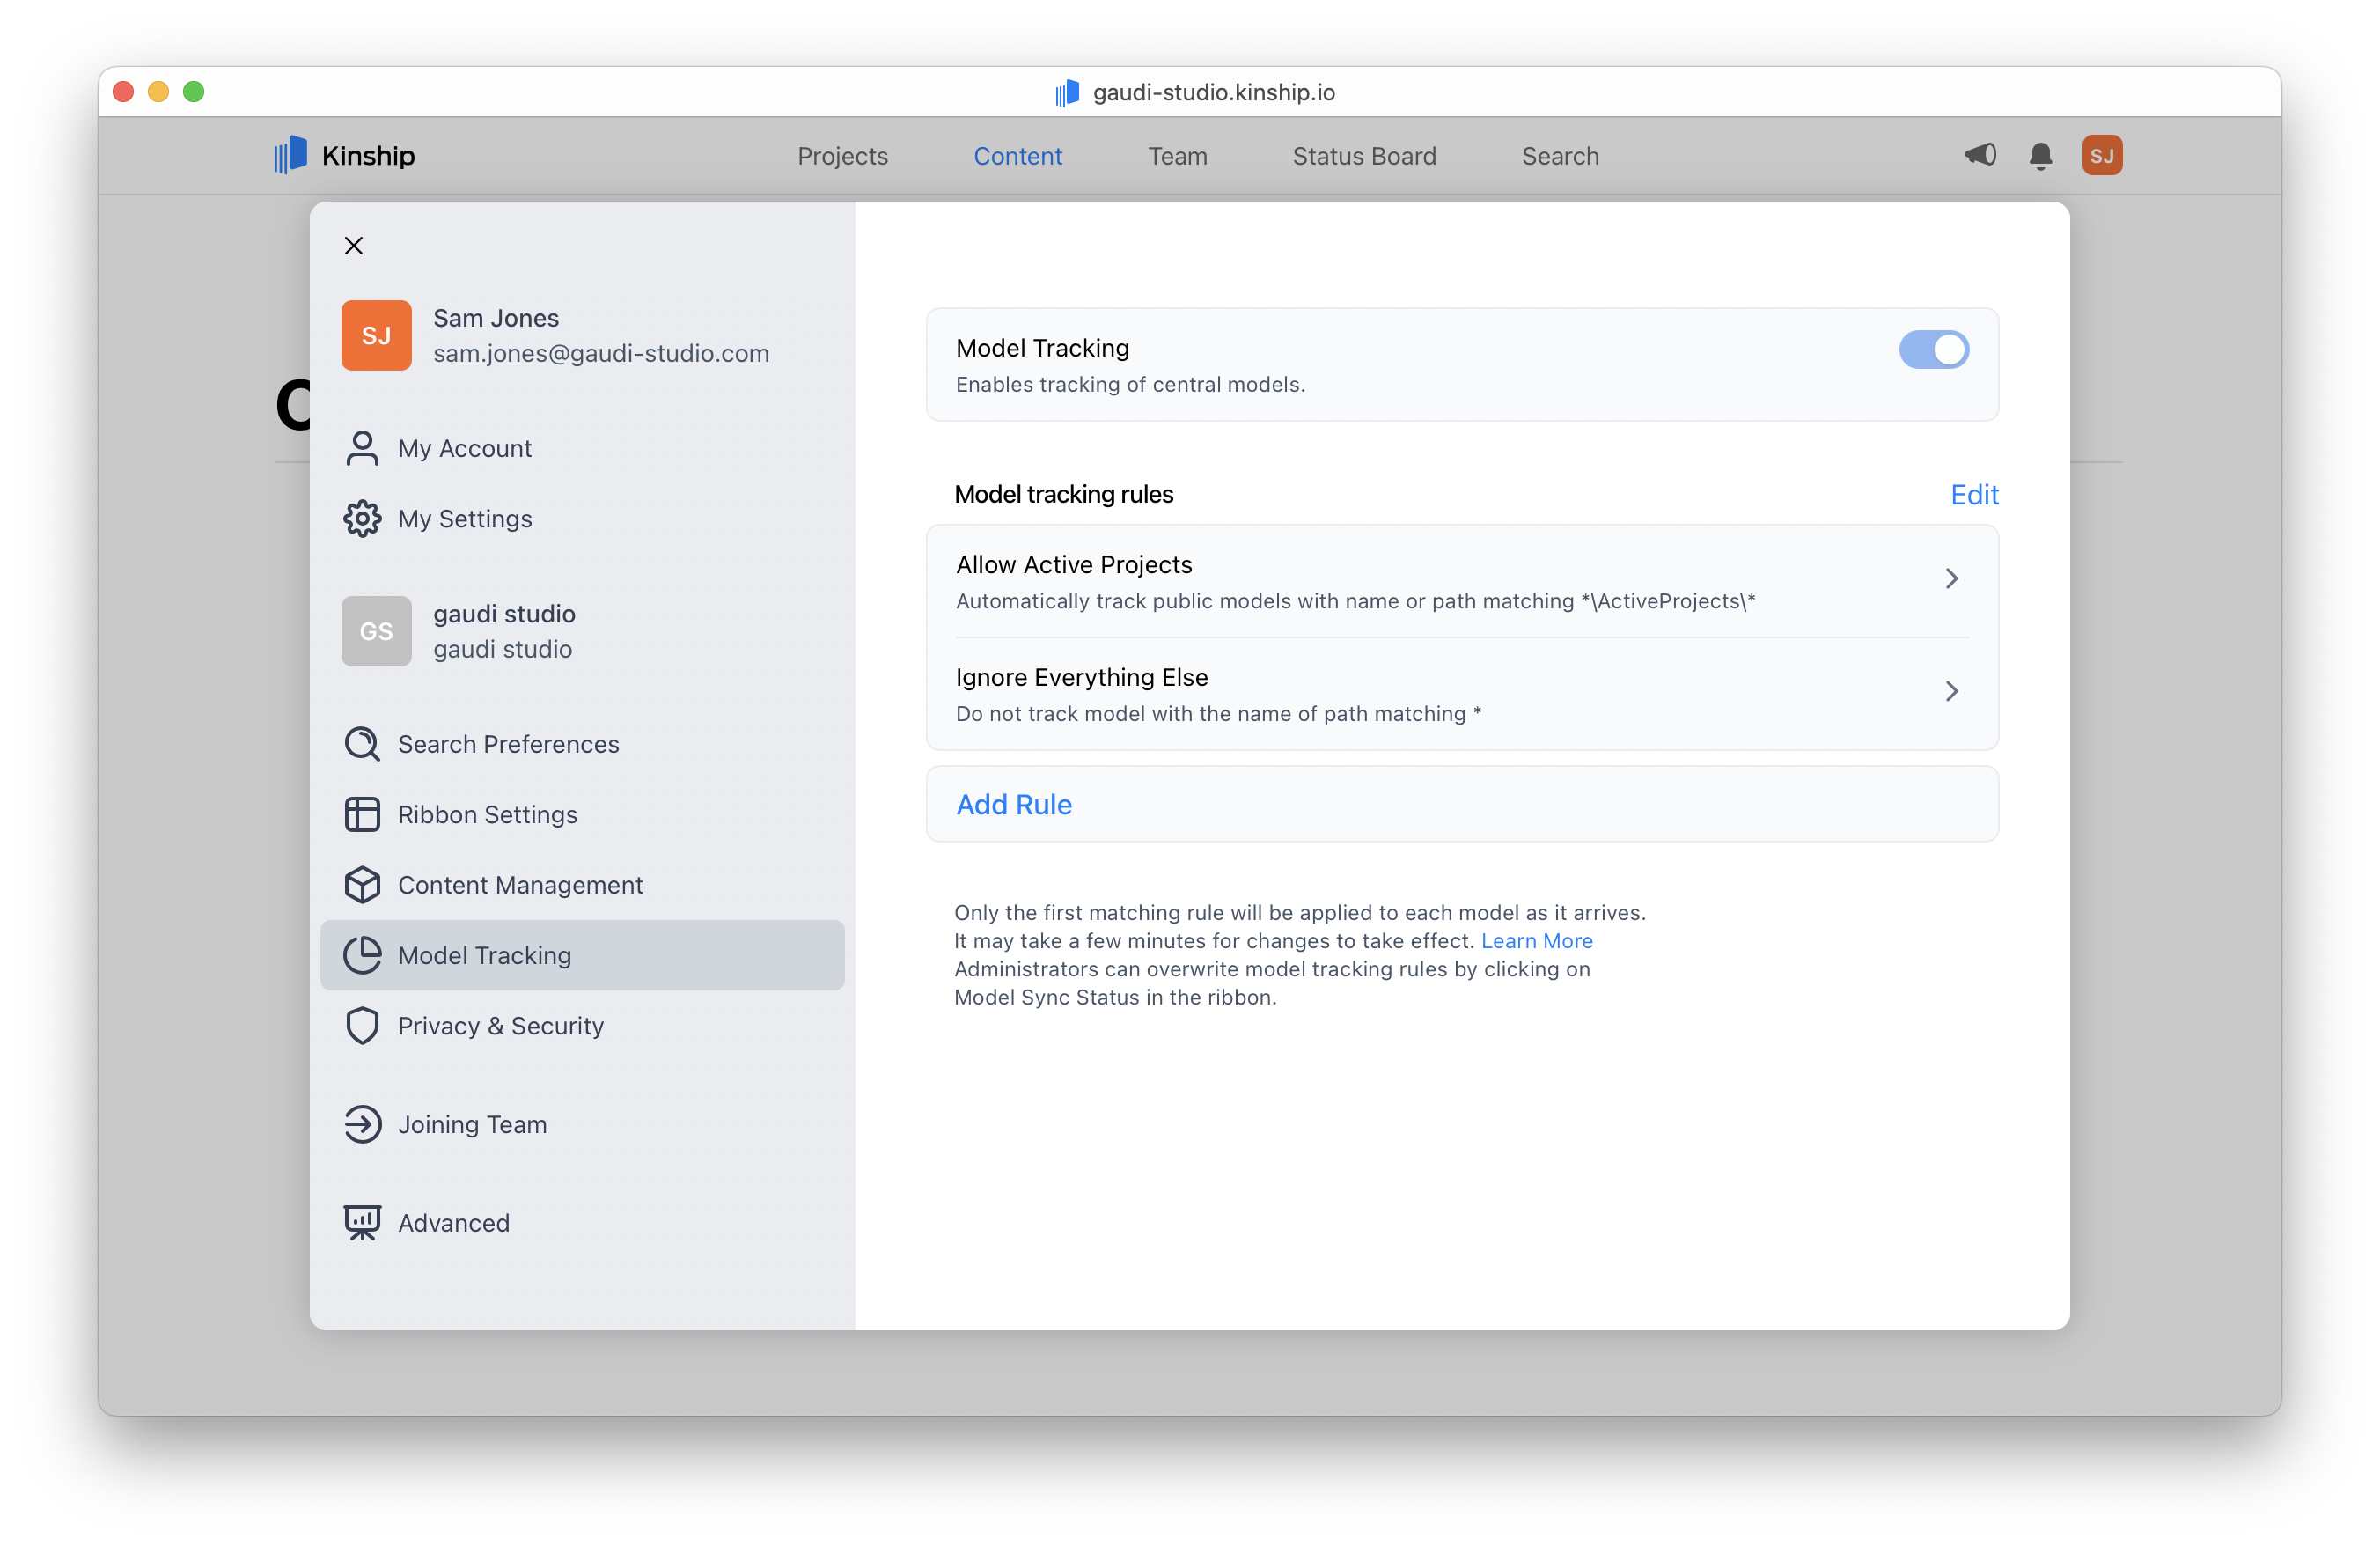 gaudi-studio.kinship.io
Kinship
Projects
Content
Team
Status Board
Search
SJ
SJ
Sam Jones
sam.jones@gaudi-studio.com
My Account
My Settings
GS
gaudi studio
gaudi studio
Search Preferences
Ribbon Settings
Content Management
Model Tracking
Privacy & Security
Joining Team
Advanced
Model Tracking
Enables tracking of central models.
Model tracking rules
Edit
Allow Active Projects
Automatically track public models with name or path matching *\ActiveProjects\*
Ignore Everything Else
Do not track model with the name of path matching *
Add Rule
Only the first matching rule will be applied to each model as it arrives.
It may take a few minutes for changes to take effect. Learn More
Administrators can overwrite model tracking rules by clicking on
Model Sync Status in the ribbon.